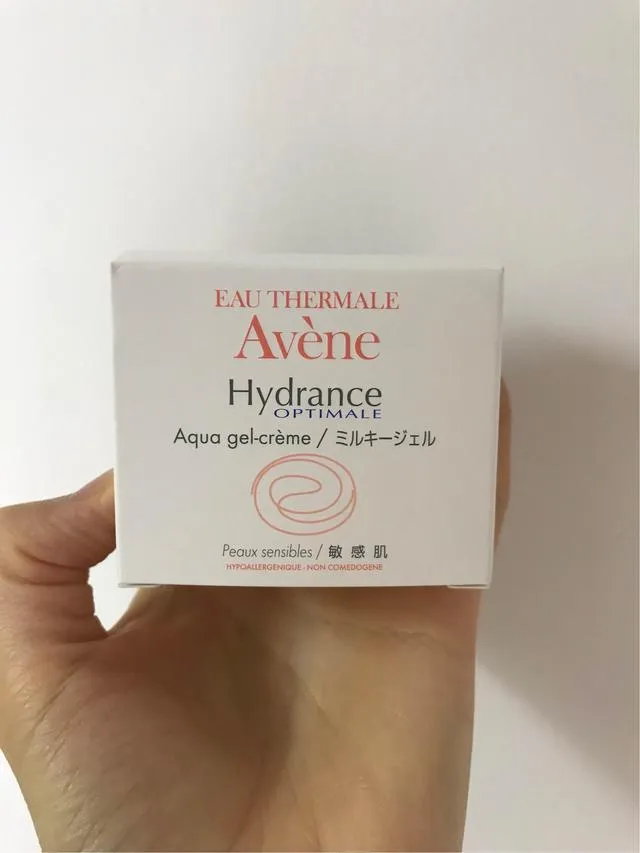 EAU THERMALE
Avène
Hydrance
OPTIMALE
Aqua gel-crème / ミルキージェル
Peaux sensibles / 敏感肌
HYPOALLERGENIQUE - NON COMEDOGENE